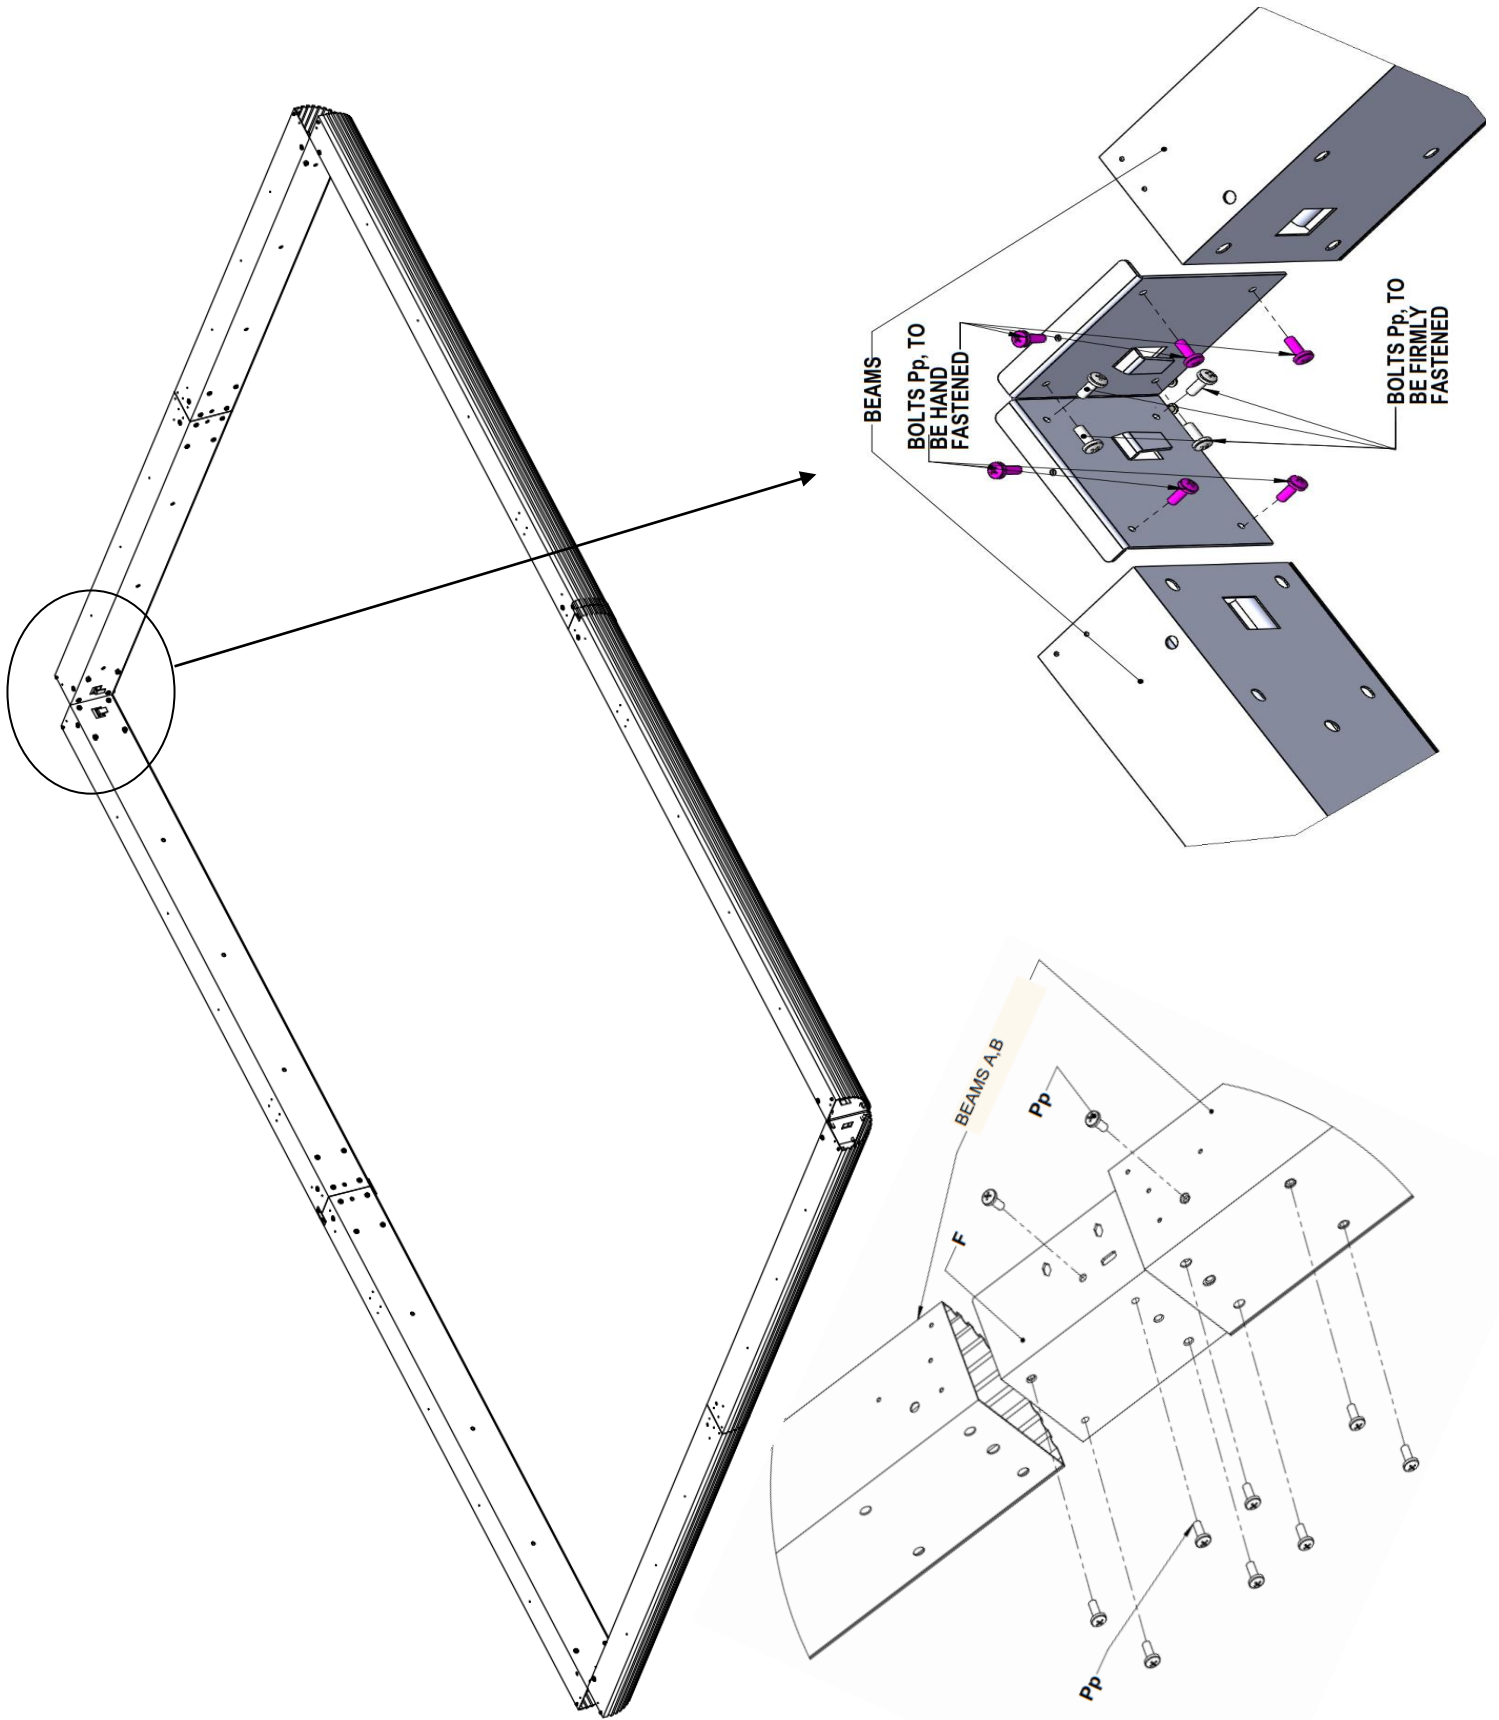 BEAMS
BOLTS Pp, TO
BE HAND
FASTENED
BOLTS Pp, TO
BE FIRMLY
FASTENED
BEAMS A,B
Pp
F
Pp